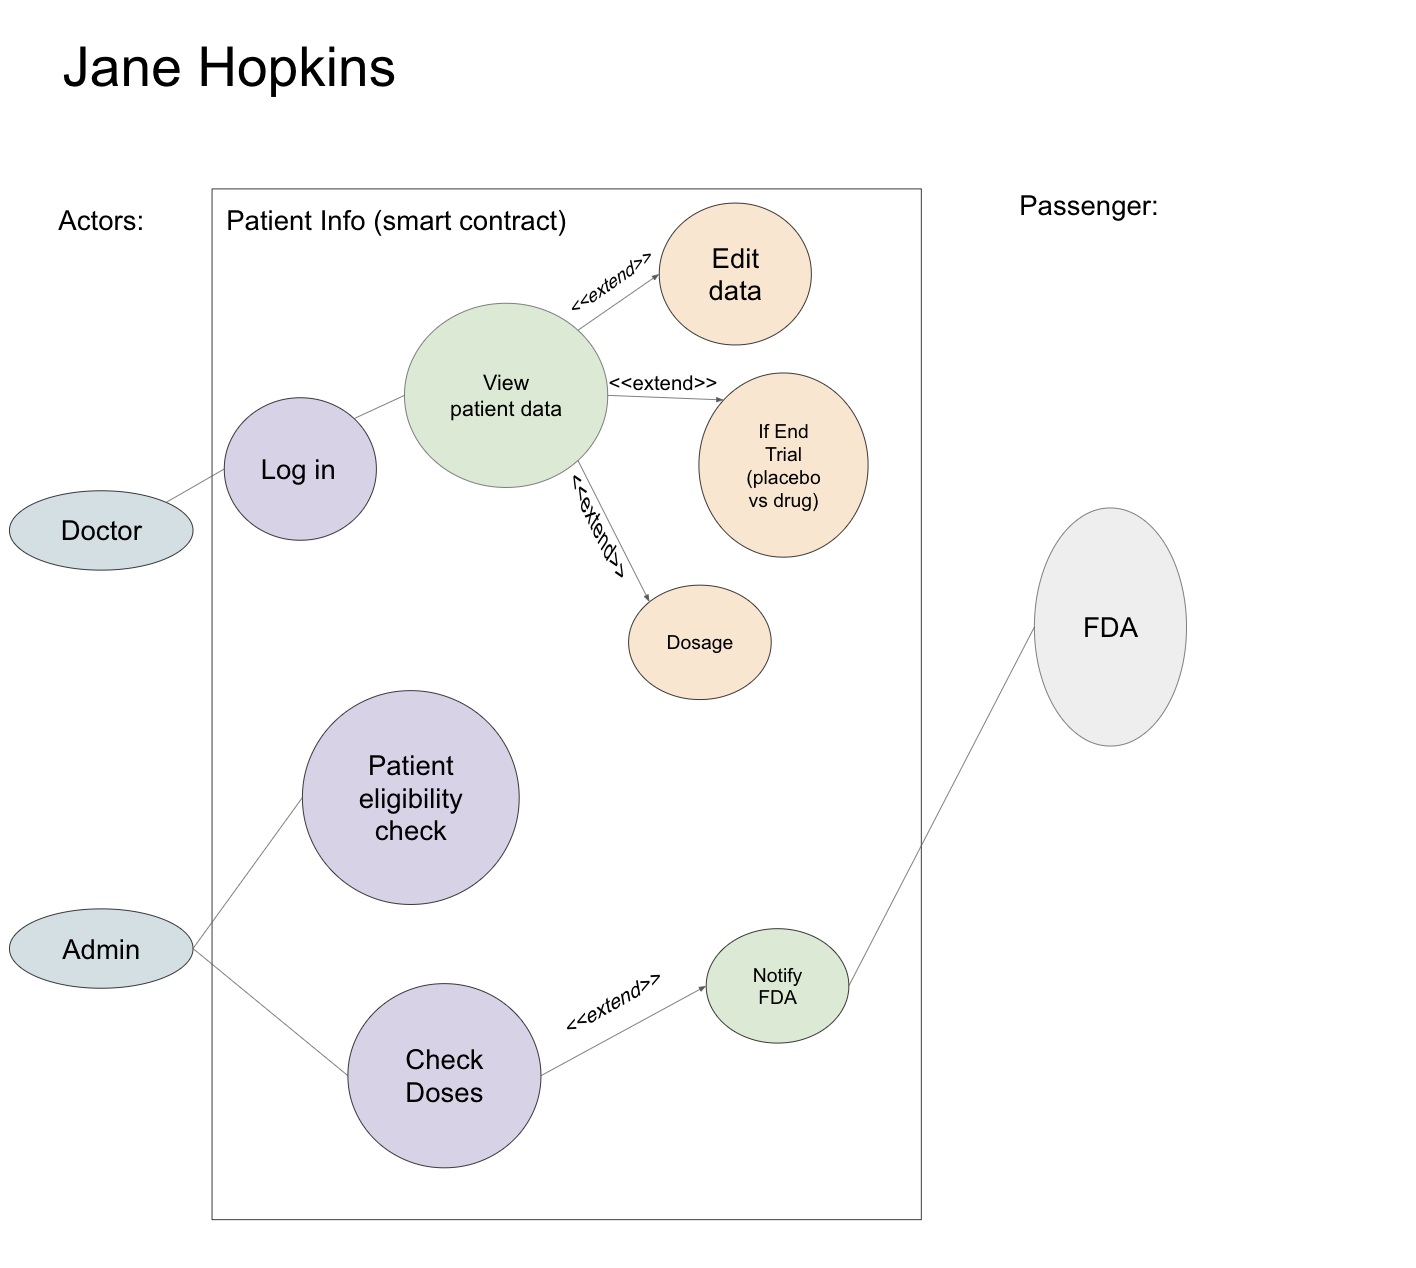 Jane Hopkins
Actors:
Patient Info (smart contract)
Passenger:
Edit
data
<<extend>>
View
patient data
<<extend>>
If End
Trial
(placebo
vs drug)
Log in
Doctor
<<extend>>
Dosage
FDA
Patient
eligibility
check
Admin
<<extend>>
Notify
FDA
Check
Doses